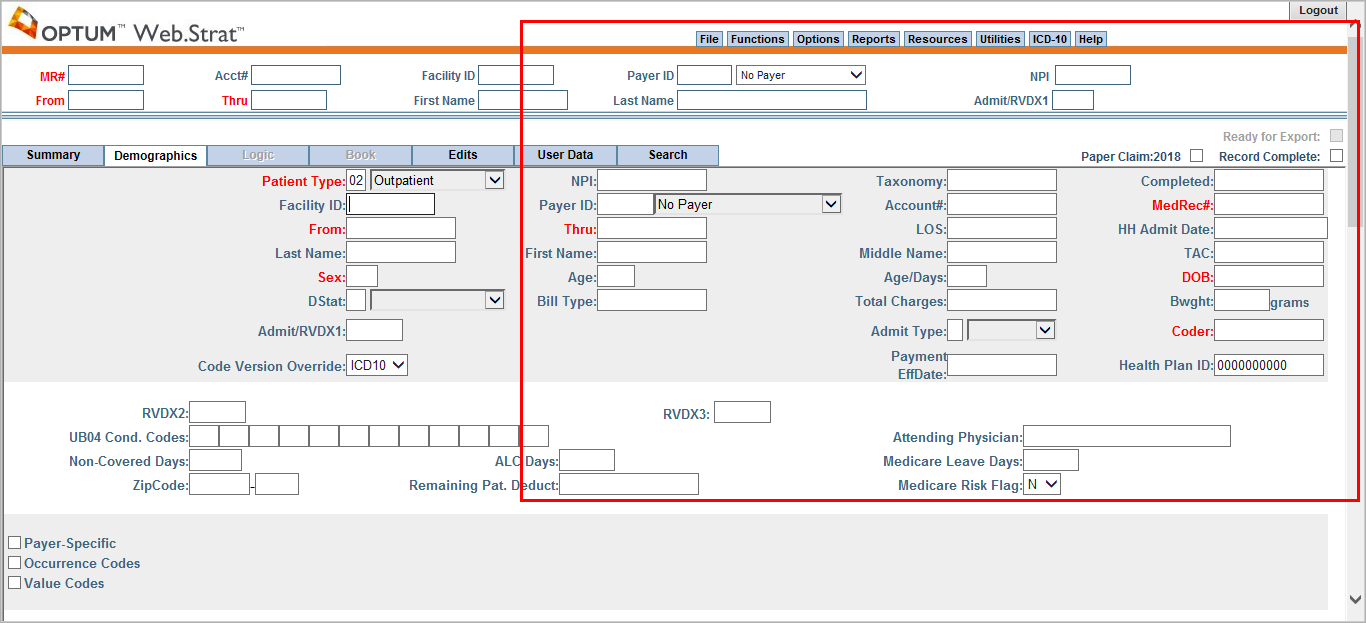 Logout
OPTUM™ Web.Strat™
File Functions Options Reports Resources Utilities ICD-10 Help
MR# Acct# Facility ID Payer ID No Payer NPI
From Thru First Name Last Name Admit/RVDX1
Ready for Export:
Summary Demographics Logic Book Edits User Data Search Paper Claim:2018 Record Complete:
Patient Type: 02 Outpatient NPI: Taxonomy: Completed:
Facility ID: Payer ID: No Payer Account#: MedRec#:
From: Thru: LOS: HH Admit Date:
Last Name: First Name: Middle Name: TAC:
Sex: Age: Age/Days: DOB:
DStat: Bill Type: Total Charges: Bwght: grams
Admit/RVDX1: Admit Type: Coder:
Code Version Override: ICD10 Payment EffDate: Health Plan ID: 0000000000
RVDX2: RVDX3:
UB04 Cond. Codes: Attending Physician:
Non-Covered Days: ALC Days: Medicare Leave Days:
ZipCode: - Remaining Pat. Deduct: Medicare Risk Flag: N
Payer-Specific
Occurrence Codes
Value Codes